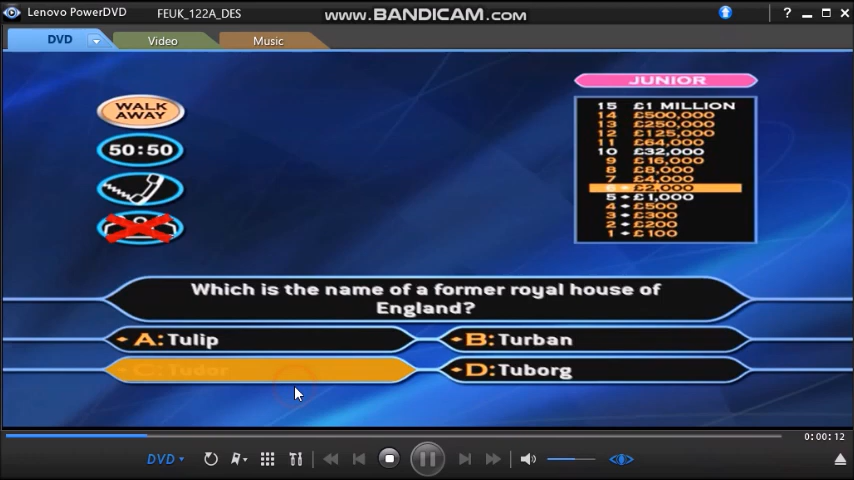 Lenovo PowerDVD
FEUK_122A_DES
www.BANDICAM.com
?
DVD
Video
Music
WALK
AWAY
50:50
JUNIOR
15 £1 MILLION
14 £500,000
13 £250,000
12 £125,000
11 £64,000
10 £32,000
9 £16,000
8 £8,000
7 £4,000
6 £2,000
5 £1,000
4 £500
3 £300
2 £200
1 £100
Which is the name of a former royal house of
England?
A: Tulip
B: Turban
C: Tudor
D: Tuborg
0:00:12
DVD